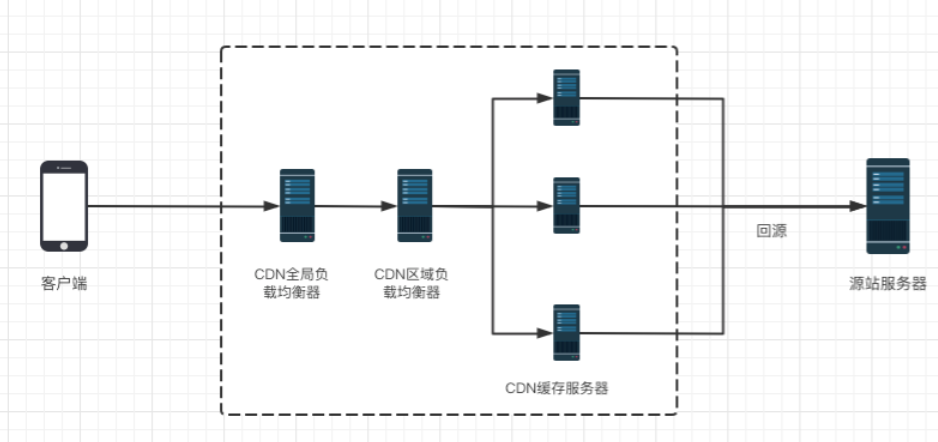 客户端
CDN全局负
载均衡器
CDN区域负
载均衡器
CDN缓存服务器
回源
源站服务器